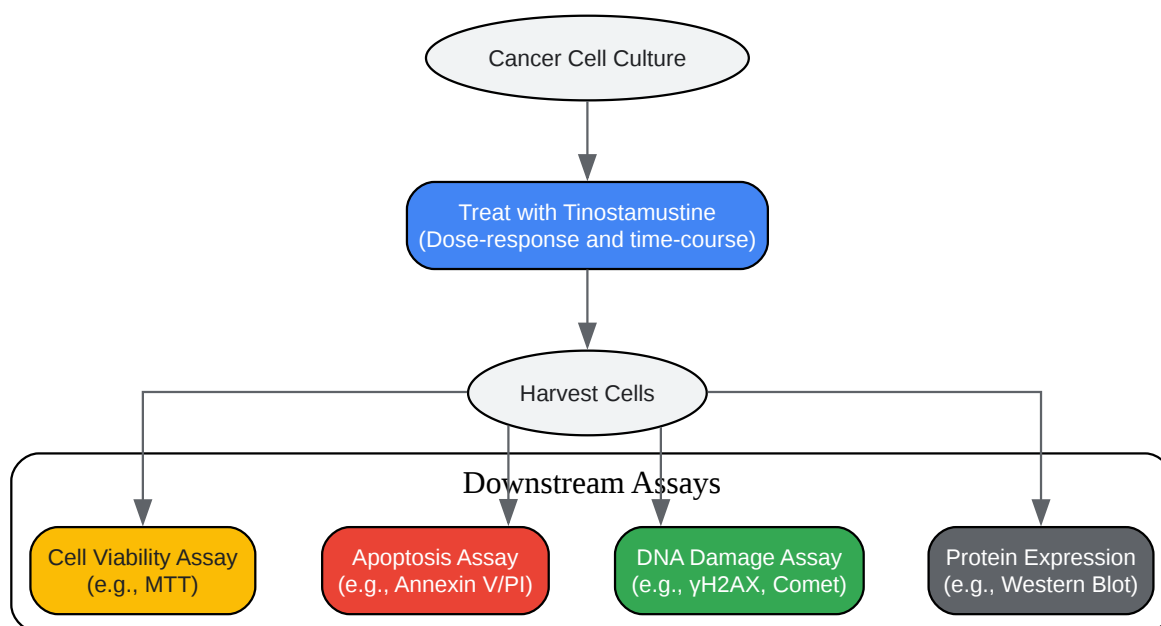 Cancer Cell Culture
Treat with Tinostamustine
(Dose-response and time-course)
Harvest Cells
Downstream Assays
Cell Viability Assay
(e.g., MTT)
Apoptosis Assay
(e.g., Annexin V/PI)
DNA Damage Assay
(e.g., γH2AX, Comet)
Protein Expression
(e.g., Western Blot)